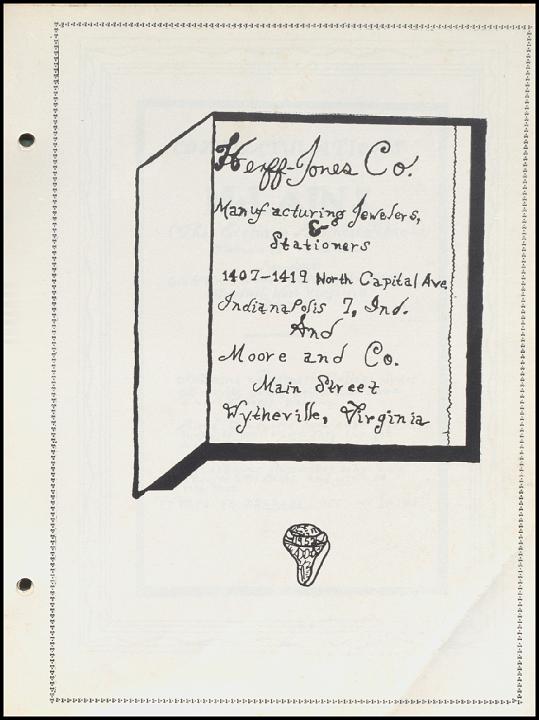 Herff-Jones Co.
Manufacturing Jewelers,
&
Stationers
1407-1419 North Capital Ave
Indianapolis 7, Ind.
And
Moore and Co.
Main Street
Wytheville, Virginia